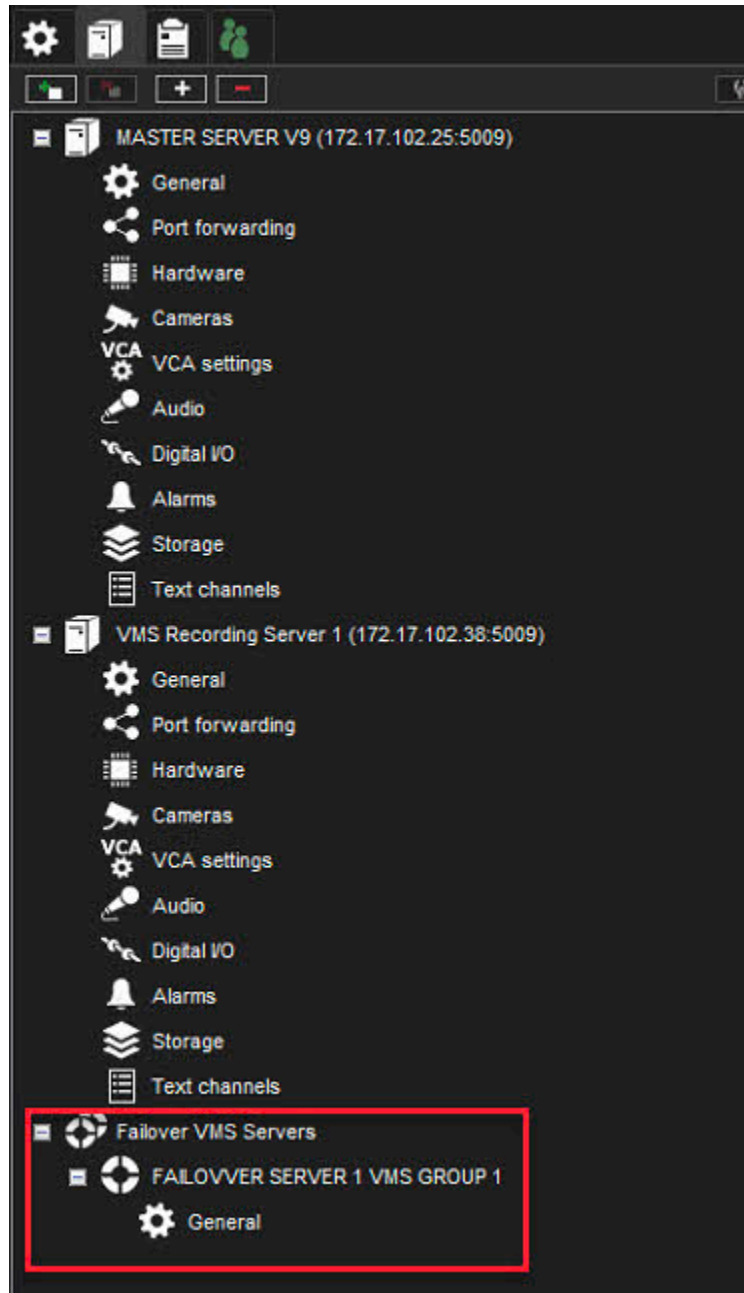 MASTER SERVER V9 (172.17.102.25:5009)
General
Port forwarding
Hardware
Cameras
VCA VCA settings
Audio
Digital I/O
Alarms
Storage
Text channels
VMS Recording Server 1 (172.17.102.38:5009)
General
Port forwarding
Hardware
Cameras
VCA VCA settings
Audio
Digital I/O
Alarms
Storage
Text channels
Failover VMS Servers
FAILOVVER SERVER 1 VMS GROUP 1
General